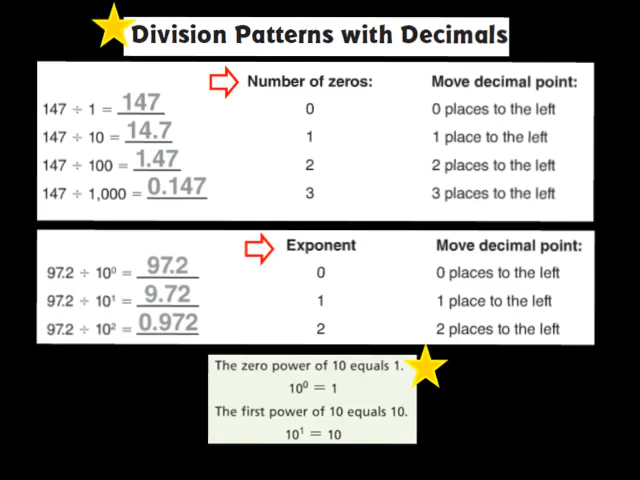 Division Patterns with Decimals
Number of zeros: Move decimal point:
147 ÷ 1 = 147 0 0 places to the left
147 ÷ 10 = 14.7 1 1 place to the left
147 ÷ 100 = 1.47 2 2 places to the left
147 ÷ 1,000 = 0.147 3 3 places to the left
Exponent Move decimal point:
97.2 ÷ 10⁰ = 97.2 0 0 places to the left
97.2 ÷ 10¹ = 9.72 1 1 place to the left
97.2 ÷ 10² = 0.972 2 2 places to the left
The zero power of 10 equals 1.
10⁰ = 1
The first power of 10 equals 10.
10¹ = 10